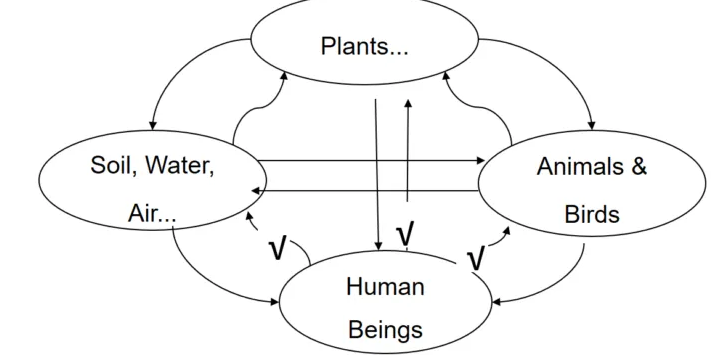 Plants...
Soil, Water,
Air...
Animals &
Birds
√
√
√
Human
Beings